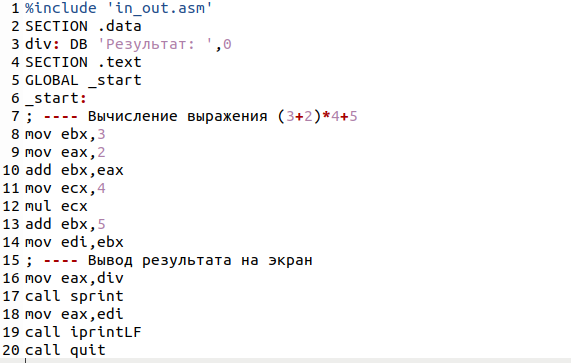 1 %include 'in_out.asm'
2 SECTION .data
3 div: DB 'Результат: ',0
4 SECTION .text
5 GLOBAL _start
6 _start:
7 ; ---- Вычисление выражения (3+2)*4+5
8 mov ebx,3
9 mov eax,2
10 add ebx,eax
11 mov ecx,4
12 mul ecx
13 add ebx,5
14 mov edi,ebx
15 ; ---- Вывод результата на экран
16 mov eax,div
17 call sprint
18 mov eax,edi
19 call iprintLF
20 call quit